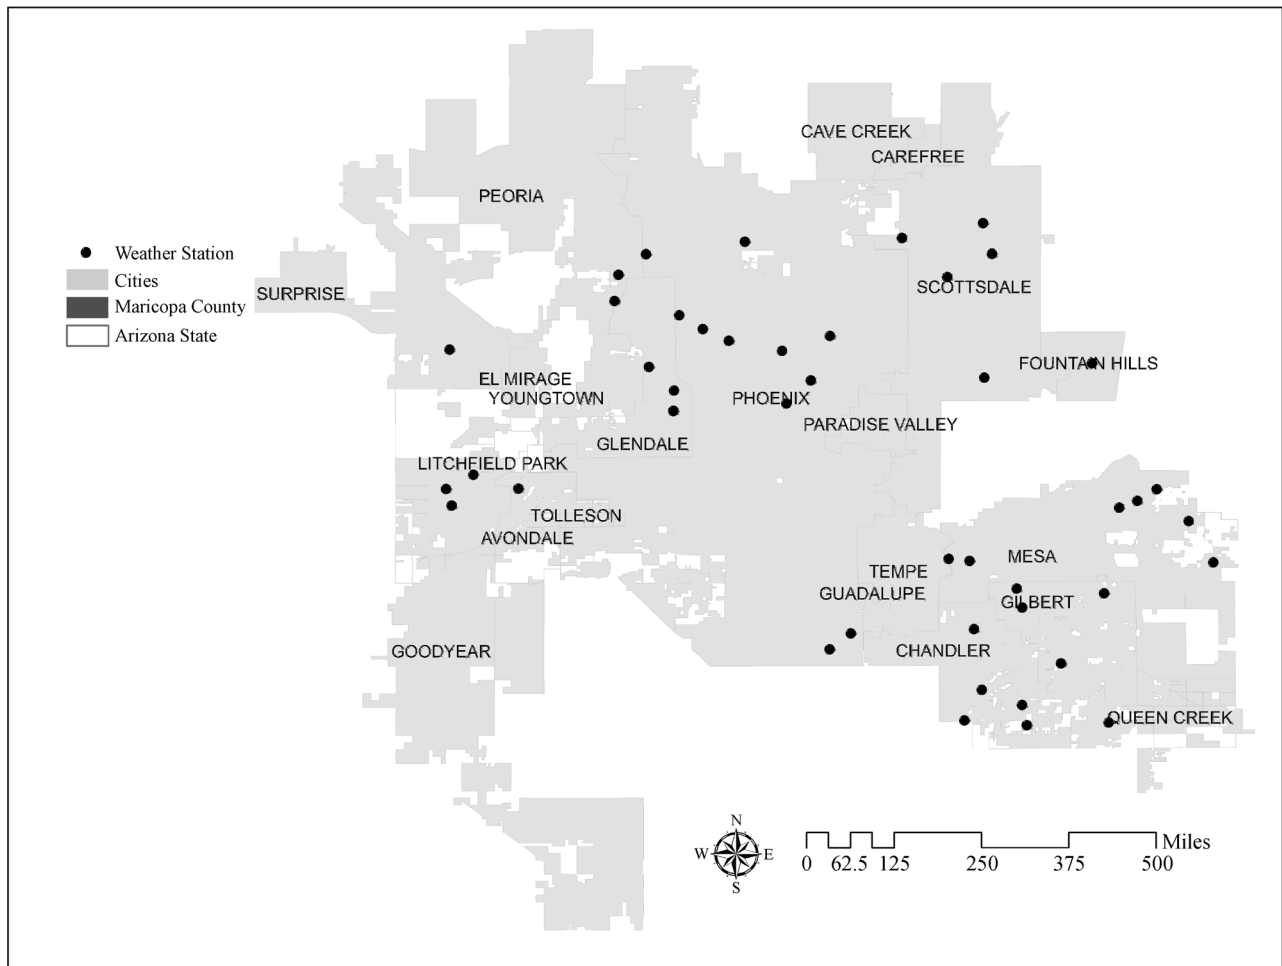 CAVE CREEK
CAREFREE
PEORIA
Weather Station
Cities
Maricopa County
Arizona State
SURPRISE
SCOTTSDALE
FOUNTAIN HILLS
EL MIRAGE
YOUNGTOWN
PHOENIX
PARADISE VALLEY
GLENDALE
LITCHFIELD PARK
TOLLESON
AVONDALE
MESA
TEMPE
GUADALUPE
GILBERT
GOODYEAR
CHANDLER
QUEEN CREEK
N
W E
S
Miles
0 62.5 125 250 375 500